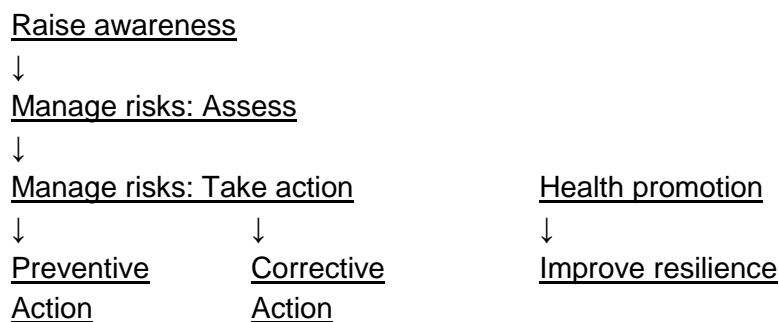 Raise awareness
↓
Manage risks: Assess
↓
Manage risks: Take action Health promotion
↓ ↓ ↓
Preventive Corrective Improve resilience
Action Action